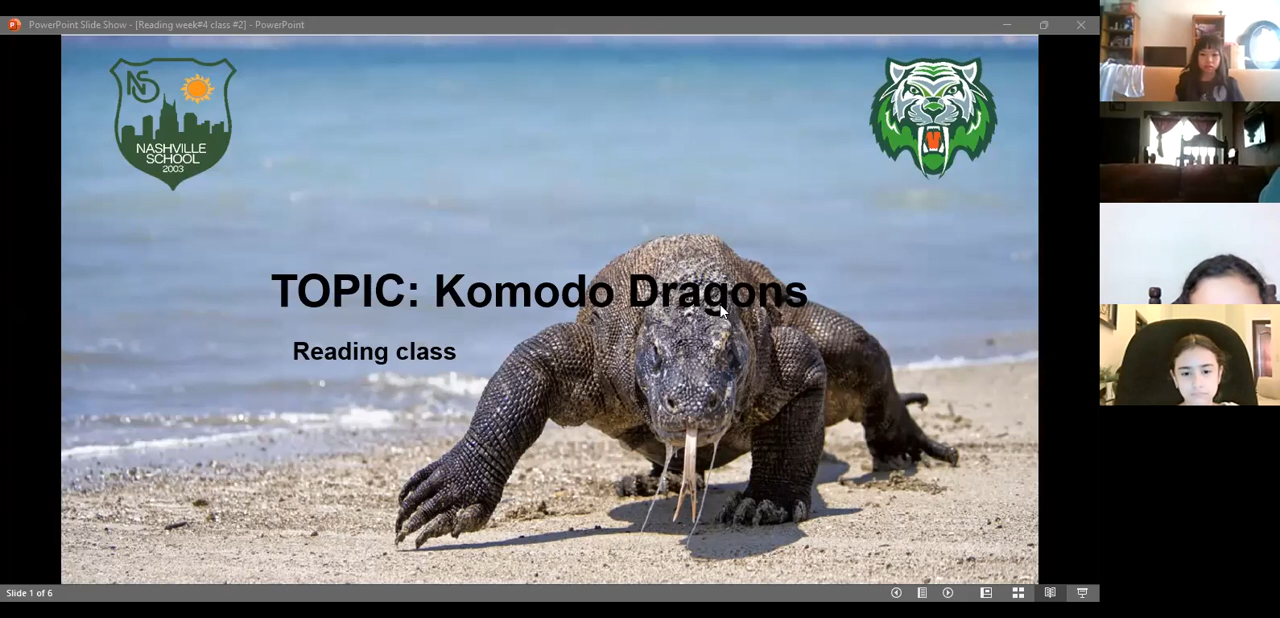 PowerPoint Slide Show - [Reading week#4 class #2] - PowerPoint
NS
NASHVILLE
SCHOOL
2003
TOPIC: Komodo Dragons
Reading class
Slide 1 of 6